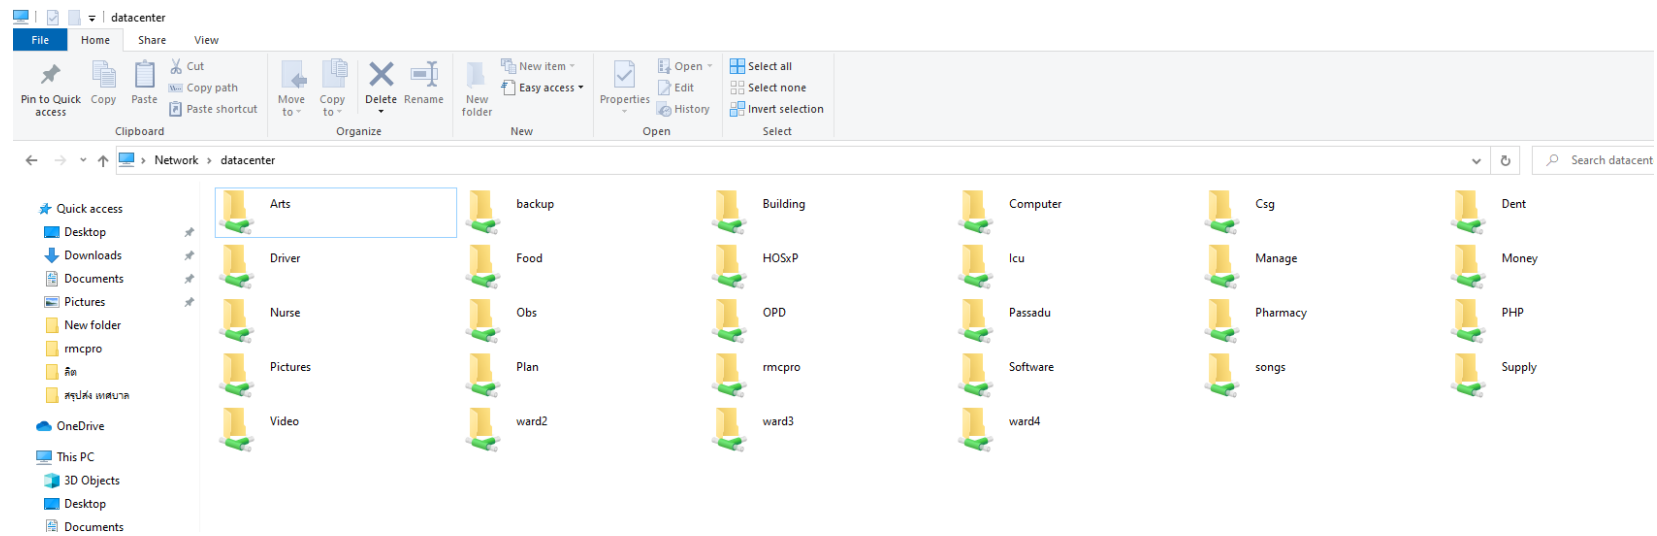 datacenter
File Home Share View
Pin to Quick access
Copy
Paste
Cut
Copy path
Paste shortcut
Clipboard
Move to
Copy to
Delete
Rename
Organize
New folder
New item
Easy access
New
Properties
Open
Edit
History
Open
Select all
Select none
Invert selection
Select
Network datacenter
Search datacent
Quick access
Desktop
Downloads
Documents
Pictures
New folder
rmcpro
ลิต
สรุปส่ง เทศบาล
OneDrive
This PC
3D Objects
Desktop
Documents
Arts backup Building Computer Csg Dent
Driver Food HOSxP Icu Manage Money
Nurse Obs OPD Passadu Pharmacy PHP
Pictures Plan rmcpro Software songs Supply
Video ward2 ward3 ward4